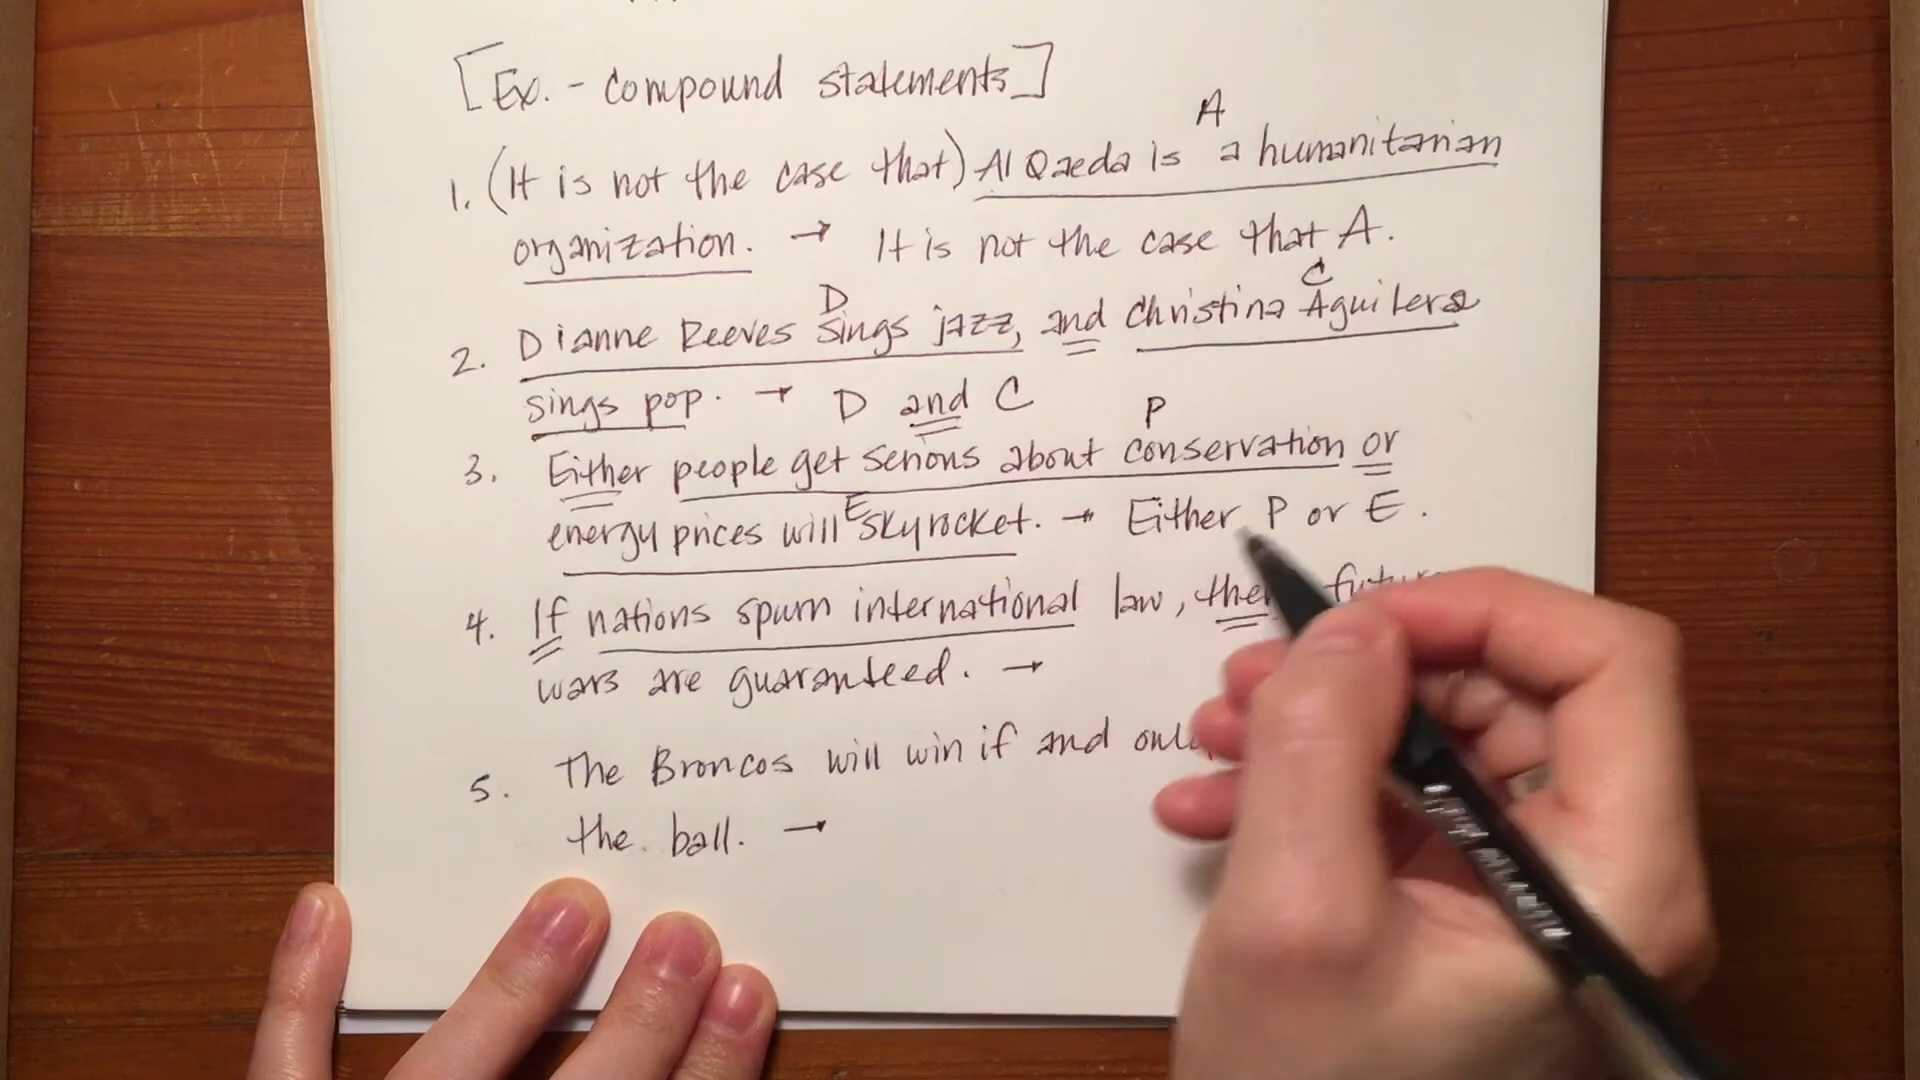 [Ex. - compound statements]
A
1. (It is not the case that) Al Qaeda is a humanitarian
organization. → It is not the case that A.
D C
2. Dianne Reeves sings jazz, and Christina Aguilera
sings pop. → D and C
P
3. Either people get serious about conservation or
E
energy prices will skyrocket. → Either P or E.
4. If nations spurn international law, then
wars are guaranteed. →
5. The Broncos will win if and
the ball. →